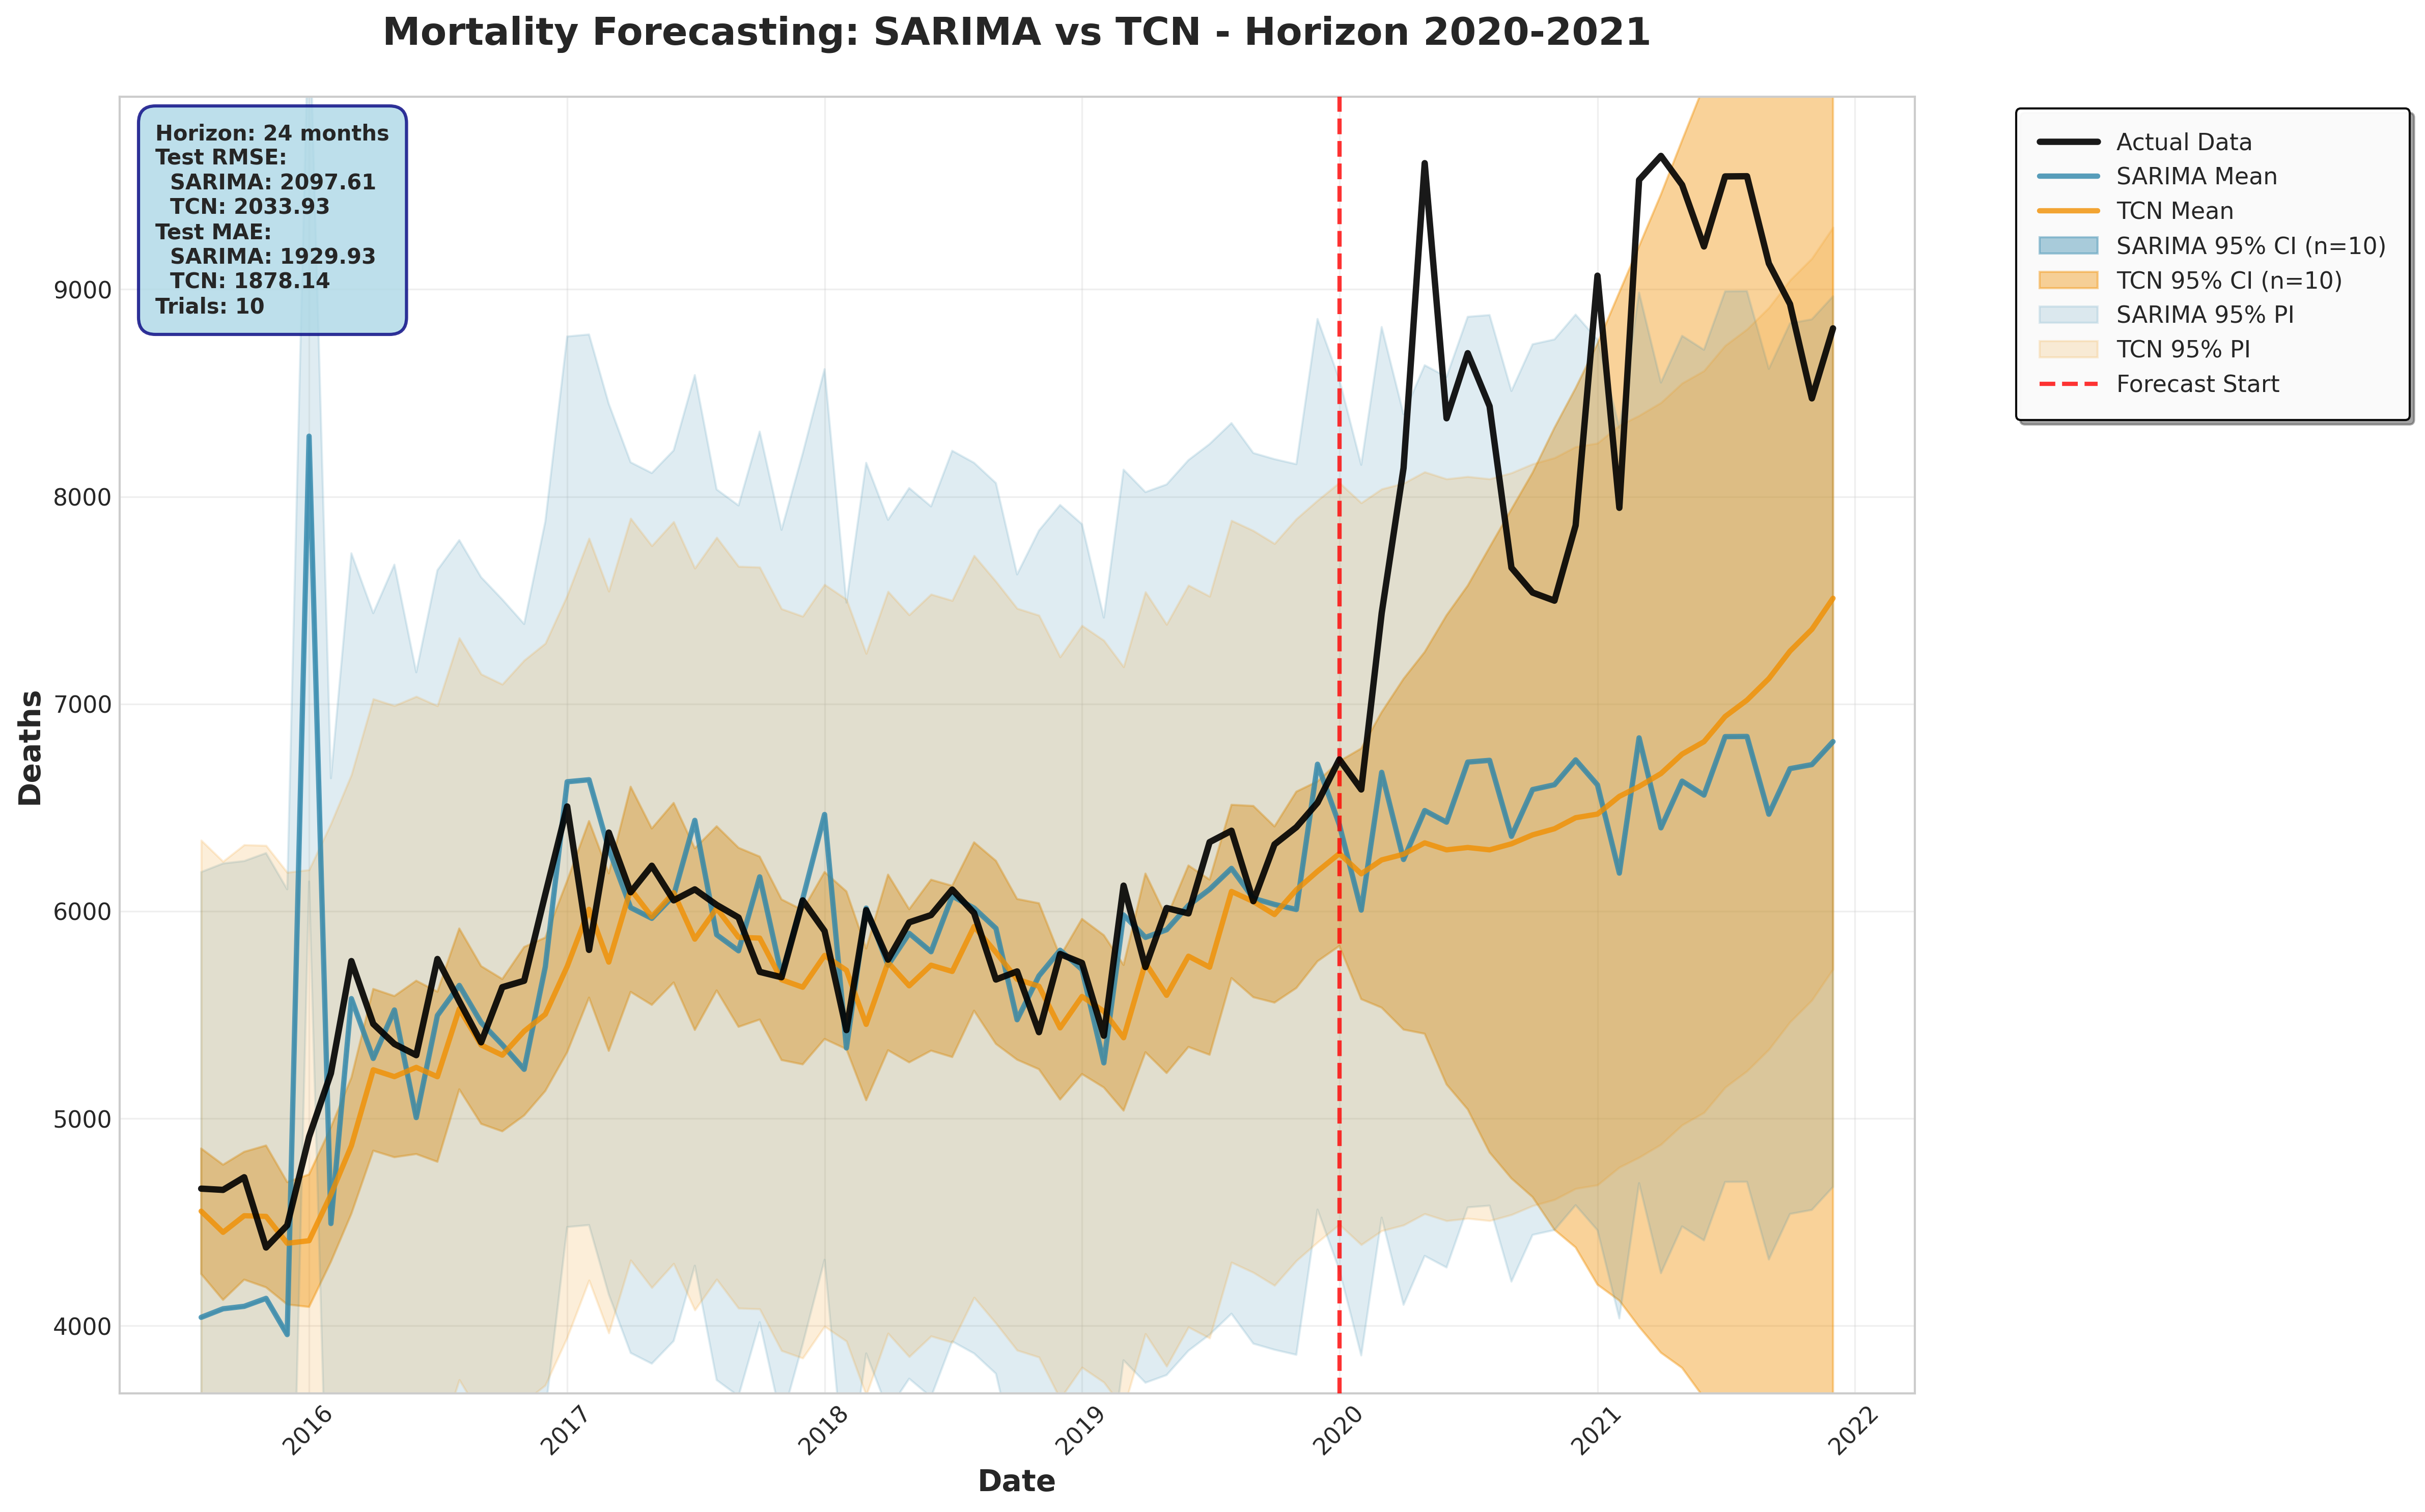 Mortality Forecasting: SARIMA vs TCN - Horizon 2020-2021
Horizon: 24 months
Test RMSE:
SARIMA: 2097.61
TCN: 2033.93
Test MAE:
SARIMA: 1929.93
TCN: 1878.14
Trials: 10
Actual Data
SARIMA Mean
TCN Mean
SARIMA 95% CI (n=10)
TCN 95% CI (n=10)
SARIMA 95% PI
TCN 95% PI
Forecast Start
Deaths
9000
8000
7000
6000
5000
4000
2016
2017
2018
2019
2020
2021
2022
Date